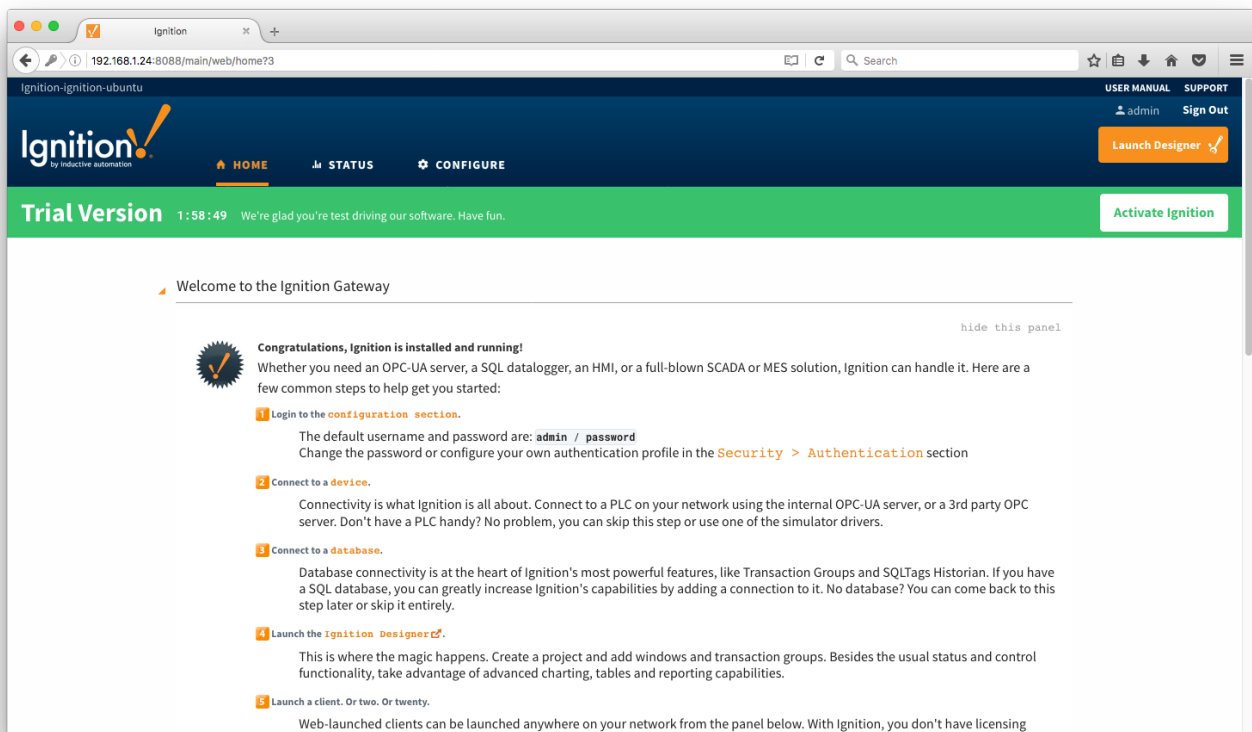 Ignition
192.168.1.24:8088/main/web/home?3
Search
Ignition-ignition-ubuntu
USER MANUAL SUPPORT
admin Sign Out
Ignition!
by inductive automation
HOME STATUS CONFIGURE
Launch Designer
Trial Version 1:58:49 We're glad you're test driving our software. Have fun.
Activate Ignition
Welcome to the Ignition Gateway
hide this panel
Congratulations, Ignition is installed and running!
Whether you need an OPC-UA server, a SQL datalogger, an HMI, or a full-blown SCADA or MES solution, Ignition can handle it. Here are a
few common steps to help get you started:
1 Login to the configuration section.
The default username and password are: admin / password
Change the password or configure your own authentication profile in the Security > Authentication section
2 Connect to a device.
Connectivity is what Ignition is all about. Connect to a PLC on your network using the internal OPC-UA server, or a 3rd party OPC
server. Don't have a PLC handy? No problem, you can skip this step or use one of the simulator drivers.
3 Connect to a database.
Database connectivity is at the heart of Ignition's most powerful features, like Transaction Groups and SQLTags Historian. If you have
a SQL database, you can greatly increase Ignition's capabilities by adding a connection to it. No database? You can come back to this
step later or skip it entirely.
4 Launch the Ignition Designer.
This is where the magic happens. Create a project and add windows and transaction groups. Besides the usual status and control
functionality, take advantage of advanced charting, tables and reporting capabilities.
5 Launch a client. Or two. Or twenty.
Web-launched clients can be launched anywhere on your network from the panel below. With Ignition, you don't have licensing